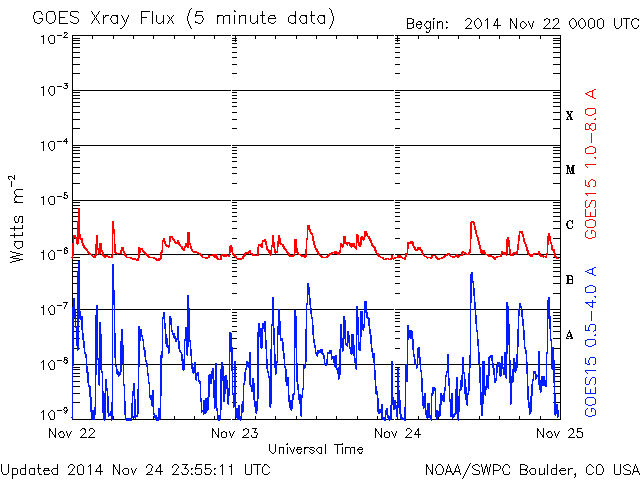 GOES Xray Flux (5 minute data)
Begin: 2014 Nov 22 0000 UTC
10⁻²
10⁻³
10⁻⁴
10⁻⁵
10⁻⁶
10⁻⁷
10⁻⁸
10⁻⁹
Watts m⁻²
X
M
C
B
A
GOES15 1.0–8.0 A
GOES15 0.5–4.0 A
Nov 22
Nov 23
Nov 24
Nov 25
Universal Time
Updated 2014 Nov 24 23:55:11 UTC
NOAA/SWPC Boulder, CO USA